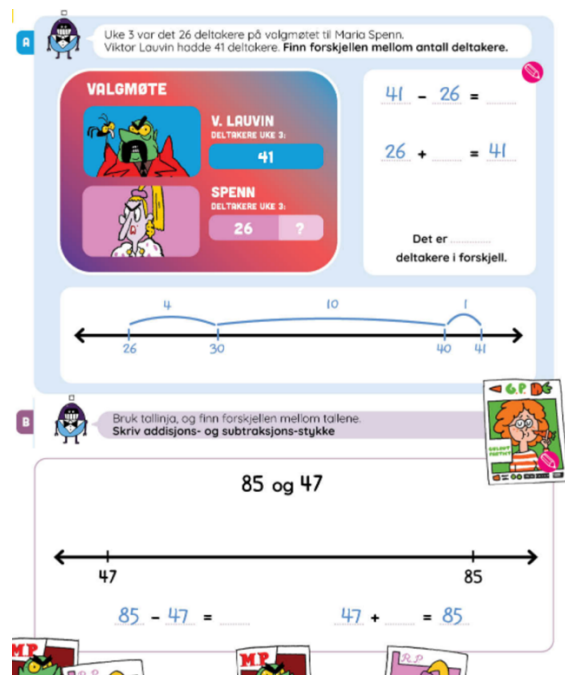 A
Uke 3 var det 26 deltakere på valgmøtet til Maria Spenn.
Viktor Lauvin hadde 41 deltakere. Finn forskjellen mellom antall deltakere.
VALGMØTE
V. LAUVIN
DELTAKERE UKE 3:
41
SPENN
DELTAKERE UKE 3:
26 ?
41 - 26 =
26 + = 41
Det er
deltakere i forskjell.
4 10 1
26 30 40 41
B
Bruk tallinja, og finn forskjellen mellom tallene.
Skriv addisjons- og subtraksjons-stykke
G.P.
85 og 47
47 85
85 - 47 =
47 + = 85
M.P.
R.P.
M.P.
R.P.